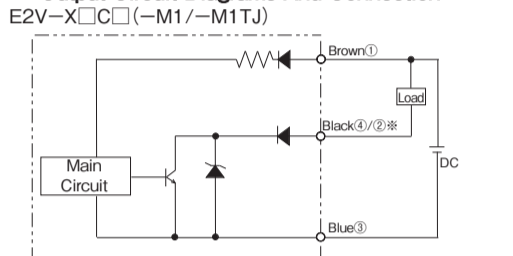 E2V−X□C□(−M1/−M1TJ)
Brown①
Load
Black④/②※
DC
Main
Circuit
Blue③